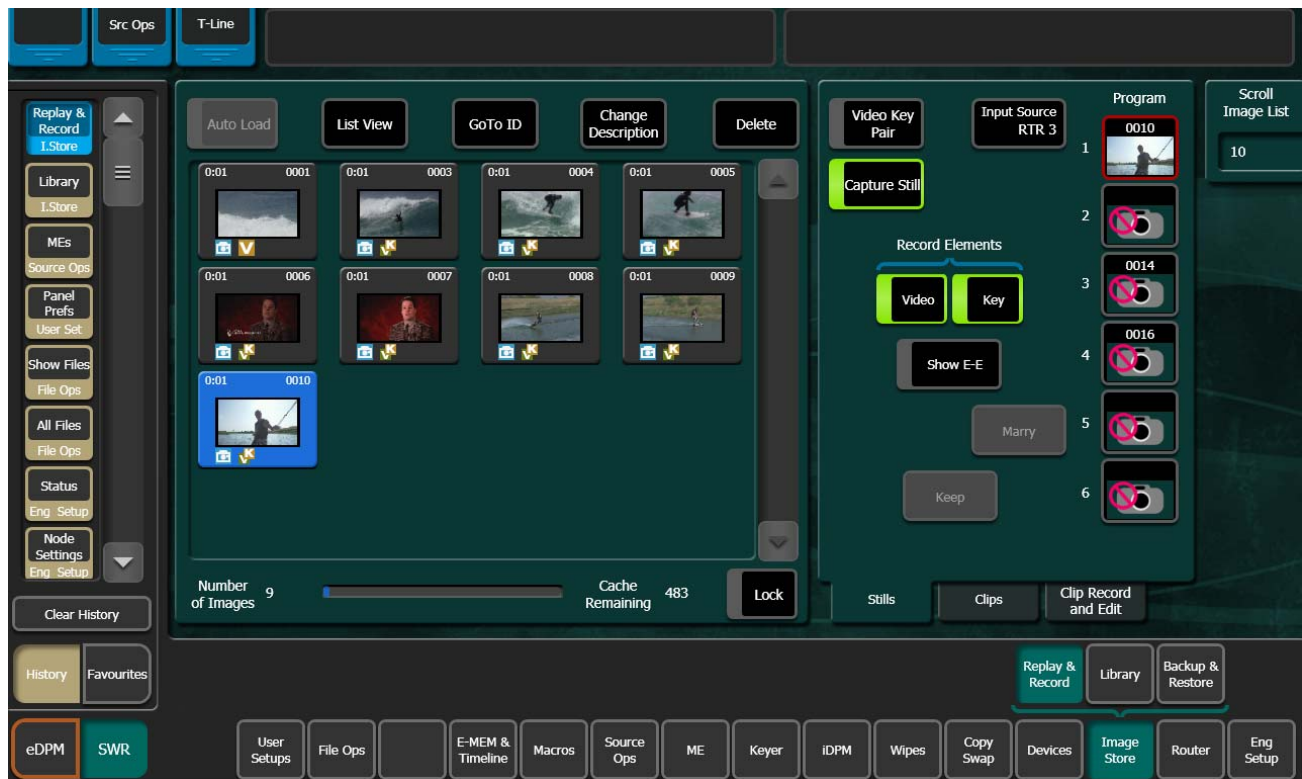 Src Ops
T-Line
Replay &
Record
I.Store
Library
I.Store
MEs
Source Ops
Panel
Prefs
User Set
Show Files
File Ops
All Files
File Ops
Status
Eng Setup
Node
Settings
Eng Setup
Clear History
History
Favourites
Auto Load
List View
GoTo ID
Change
Description
Delete
0:01 0001
0:01 0003
0:01 0004
0:01 0005
V
K
K
K
0:01 0006
0:01 0007
0:01 0008
0:01 0009
K
K
K
K
0:01 0010
K
Number
of Images
9
Cache
Remaining
483
Lock
Video Key
Pair
Input Source
RTR 3
Capture Still
Record Elements
Video
Key
Show E-E
Marry
Keep
Program
1
0010
2
3
0014
4
0016
5
6
Scroll
Image List
10
Stills
Clips
Clip Record
and Edit
Replay &
Record
Library
Backup &
Restore
eDPM
SWR
User
Setups
File Ops
E-MEM &
Timeline
Macros
Source
Ops
ME
Keyer
iDPM
Wipes
Copy
Swap
Devices
Image
Store
Router
Eng
Setup